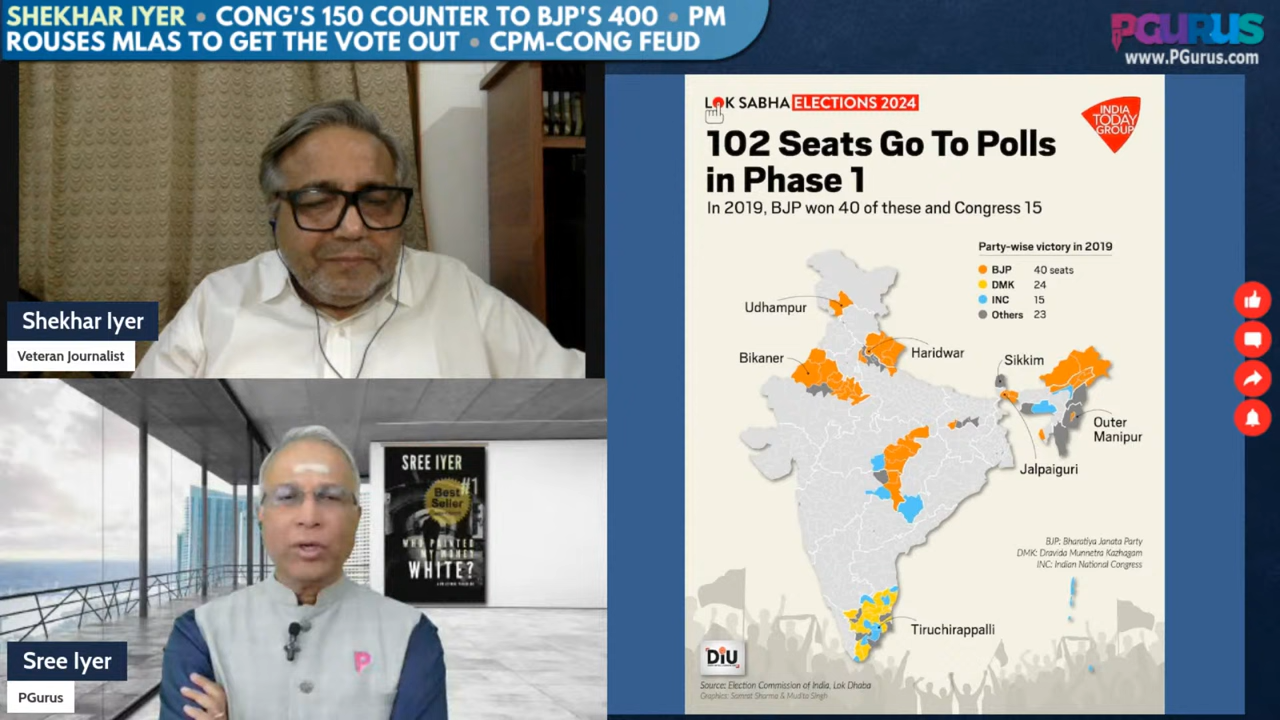 SHEKHAR IYER • CONG'S 150 COUNTER TO BJP'S 400 • PM
ROUSES MLAS TO GET THE VOTE OUT • CPM-CONG FEUD
PGURUS
www.PGurus.com
Shekhar Iyer
Veteran Journalist
SREE IYER
#1
Best
Seller
WHO PAINTED
MY MONEY
WHITE?
Sree Iyer
PGurus
P
LOK SABHA ELECTIONS 2024
INDIA
TODAY
GROUP
102 Seats Go To Polls
in Phase 1
In 2019, BJP won 40 of these and Congress 15
Party-wise victory in 2019
BJP 40 seats
DMK 24
INC 15
Others 23
Udhampur
Haridwar
Bikaner
Sikkim
Outer
Manipur
Jalpaiguri
BJP: Bharatiya Janata Party
DMK: Dravida Munnetra Kazhagam
INC: Indian National Congress
Tiruchirappalli
DiU
Source: Election Commission of India, Lok Dhaba
Graphics: Samrat Sharma & Mudita Singh